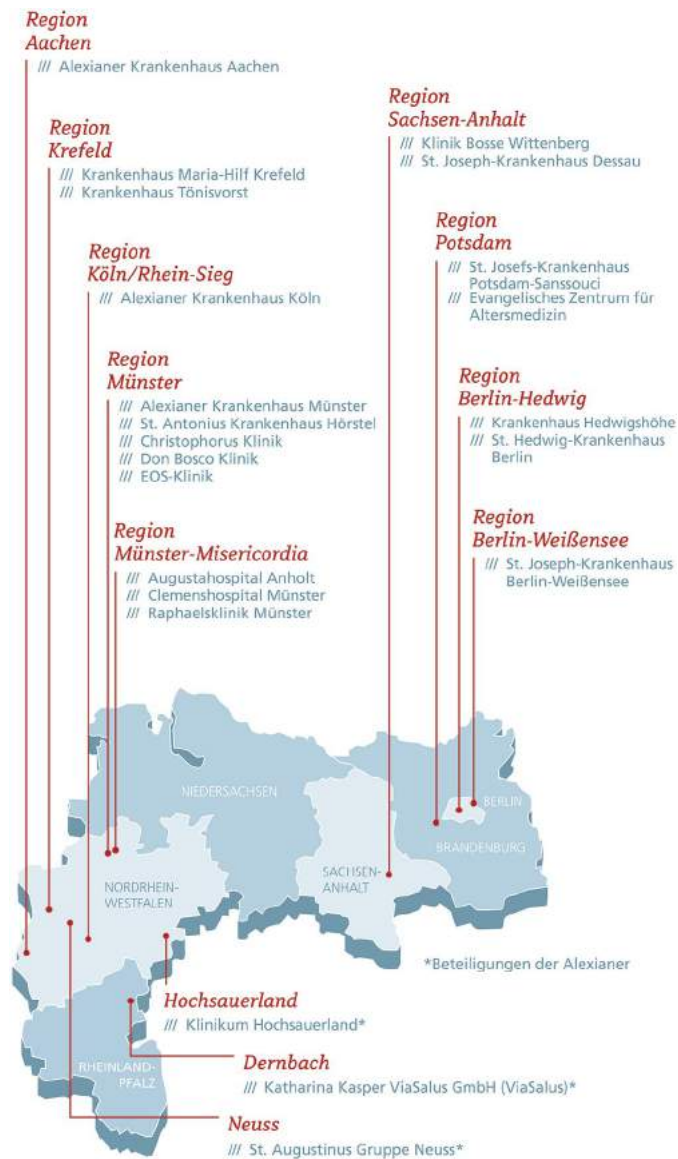 Region
Aachen
/// Alexianer Krankenhaus Aachen
Region
Krefeld
/// Krankenhaus Maria-Hilf Krefeld
/// Krankenhaus Tönisvorst
Region
Köln/Rhein-Sieg
/// Alexianer Krankenhaus Köln
Region
Münster
/// Alexianer Krankenhaus Münster
/// St. Antonius Krankenhaus Hörstel
/// Christophorus Klinik
/// Don Bosco Klinik
/// EOS-Klinik
Region
Münster-Misericordia
/// Augustahospital Anholt
/// Clemenshospital Münster
/// Raphaelsklinik Münster
Region
Sachsen-Anhalt
/// Klinik Bosse Wittenberg
/// St. Joseph-Krankenhaus Dessau
Region
Potsdam
/// St. Josefs-Krankenhaus
Potsdam-Sanssouci
/// Evangelisches Zentrum für
Altersmedizin
Region
Berlin-Hedwig
/// Krankenhaus Hedwigshöhe
/// St. Hedwig-Krankenhaus
Berlin
Region
Berlin-Weißensee
/// St. Joseph-Krankenhaus
Berlin-Weißensee
NIEDERSACHSEN
BERLIN
BRANDENBURG
SACHSEN-
ANHALT
NORDRHEIN-
WESTFALEN
RHEINLAND-
PFALZ
*Beteiligungen der Alexianer
Hochsauerland
/// Klinikum Hochsauerland*
Dernbach
/// Katharina Kasper ViaSalus GmbH (ViaSalus)*
Neuss
/// St. Augustinus Gruppe Neuss*